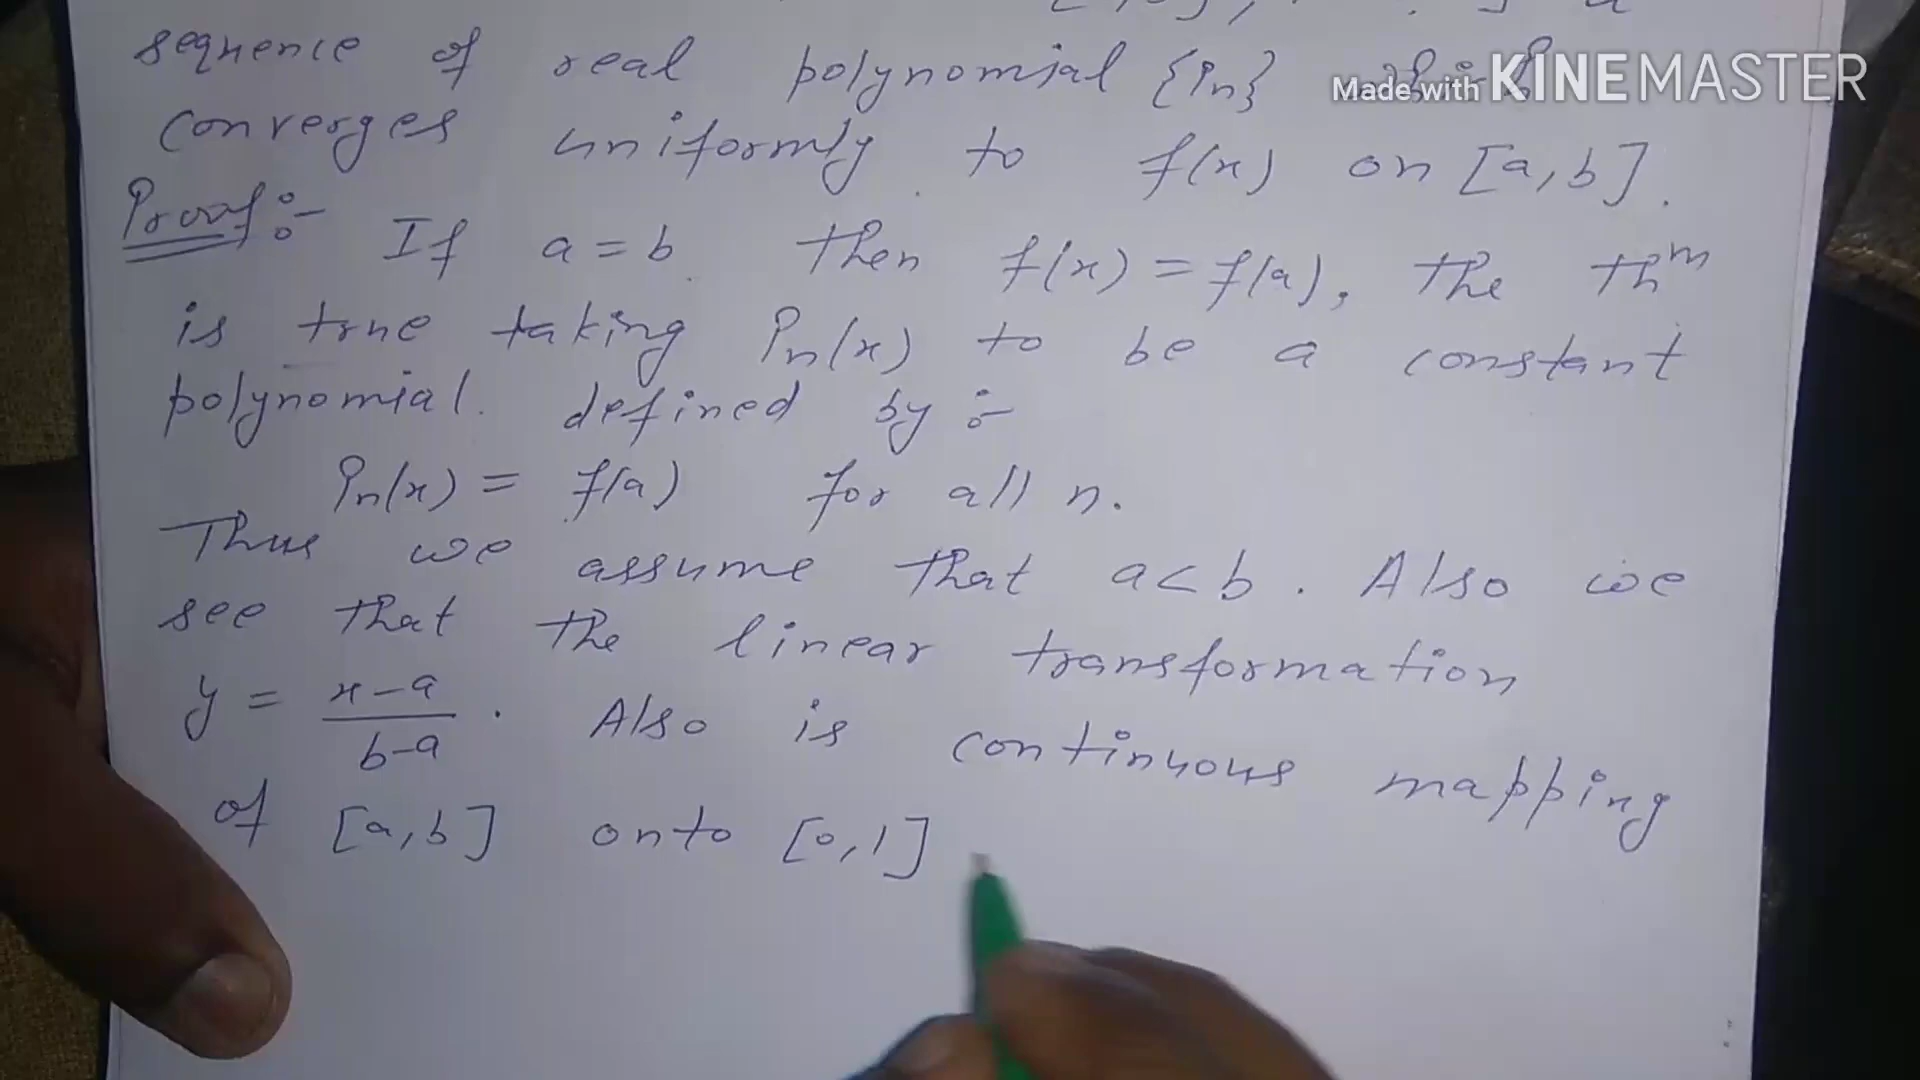 sequence of real polynomial {Pn}
Made with KINEMASTER
converges uniformly to f(x) on [a,b].
Proof:- If a=b then f(x)=f(a), the thm
is true taking Pn(x) to be a constant
polynomial. defined by:-
Pn(x) = f(a) for all n.
Thus we assume that a<b. Also we
see that the linear transformation
y = (x-a)/(b-a). Also is continuous mapping
of [a,b] onto [0,1]